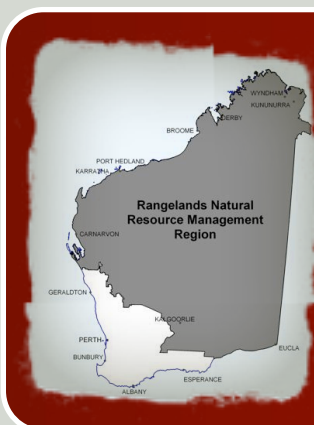 WYNDHAM
KUNUNURRA
DERBY
BROOME
PORT HEDLAND
KARRATHA
Rangelands Natural
Resource Management
Region
CARNARVON
GERALDTON
KALGOORLIE
PERTH
EUCLA
BUNBURY
ESPERANCE
ALBANY